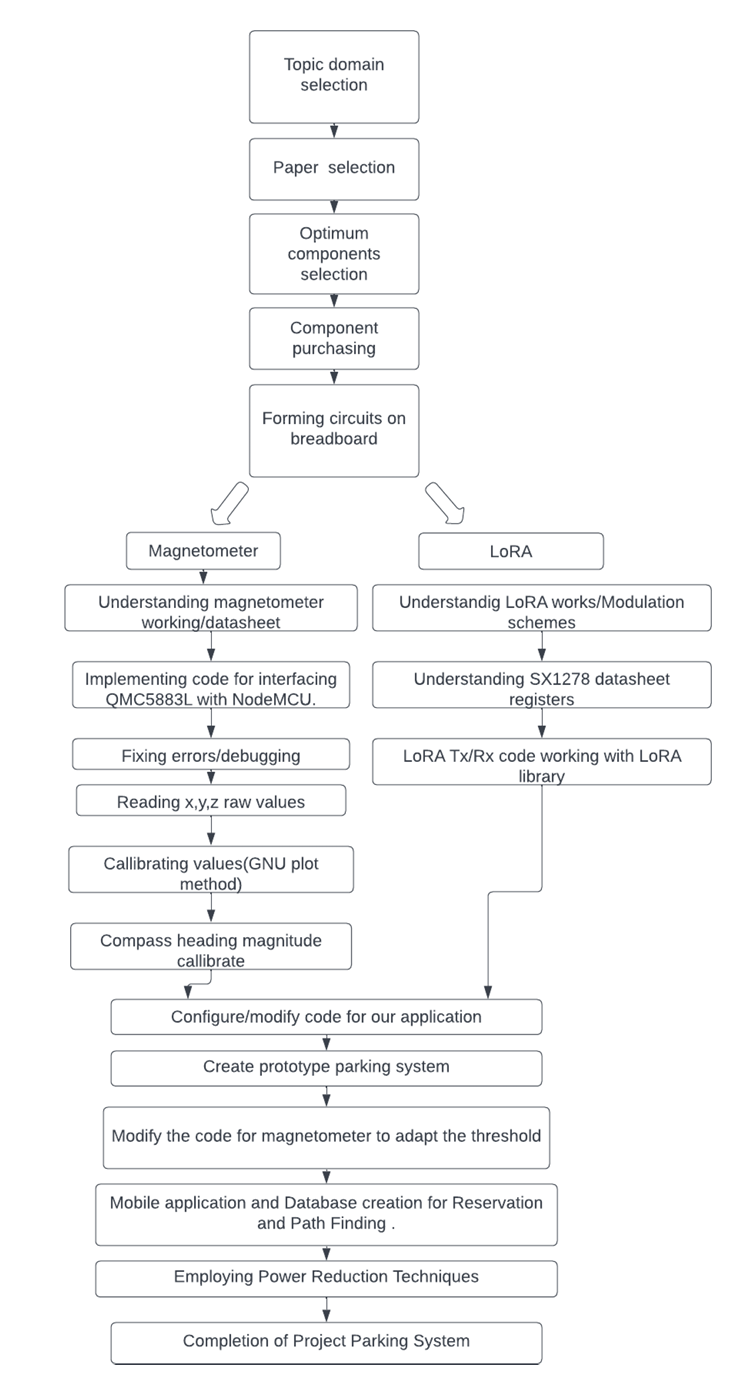 Topic domain
selection
Paper selection
Optimum
components
selection
Component
purchasing
Forming circuits on
breadboard
Magnetometer
Understanding magnetometer
working/datasheet
Implementing code for interfacing
QMC5883L with NodeMCU.
Fixing errors/debugging
Reading x,y,z raw values
Callibrating values(GNU plot
method)
Compass heading magnitude
callibrate
LoRA
Understandig LoRA works/Modulation
schemes
Understanding SX1278 datasheet
registers
LoRA Tx/Rx code working with LoRA
library
Configure/modify code for our application
Create prototype parking system
Modify the code for magnetometer to adapt the threshold
Mobile application and Database creation for Reservation
and Path Finding .
Employing Power Reduction Techniques
Completion of Project Parking System